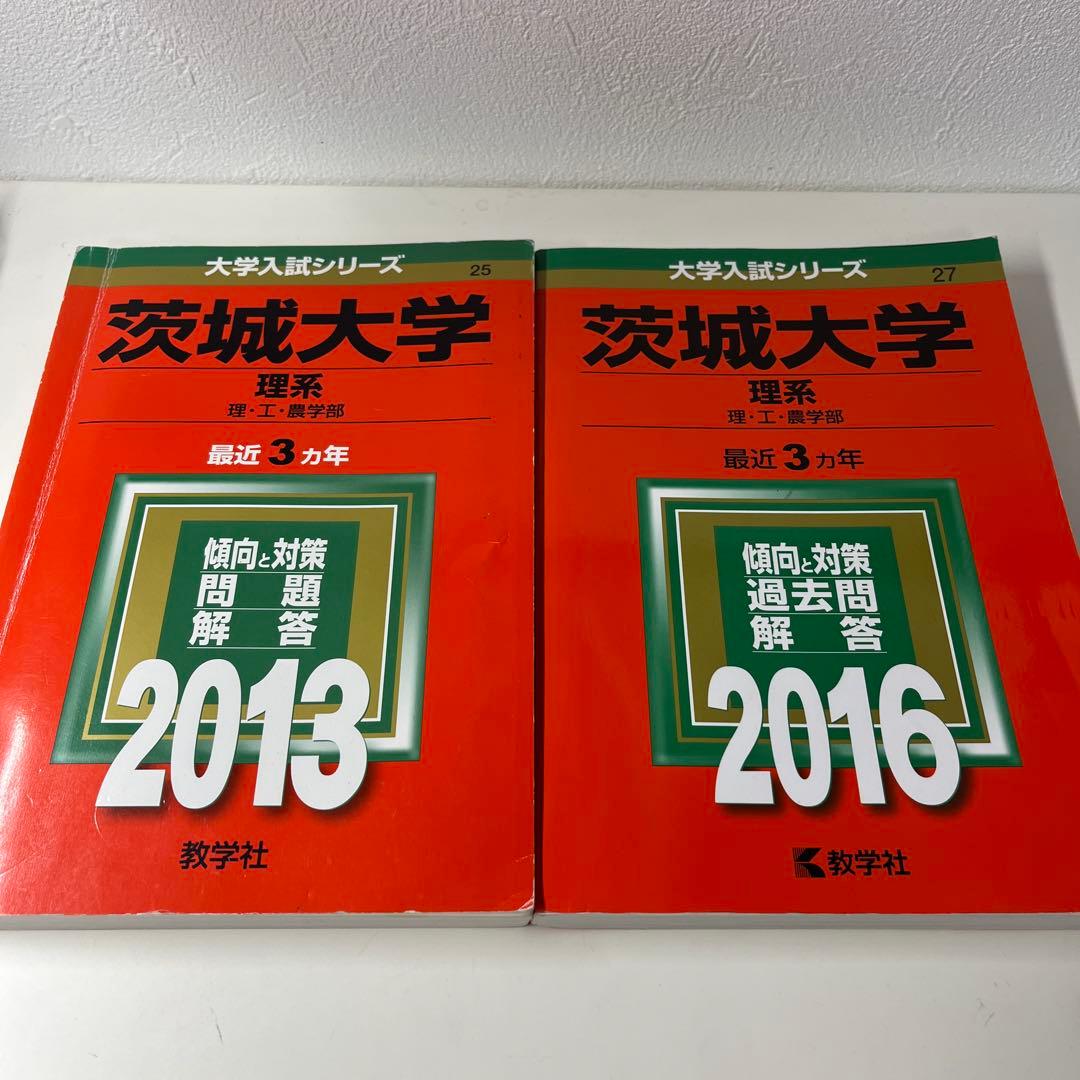 大学入試シリーズ
25
茨城大学
理系
理・工・農学部
最近3カ年
傾向と対策
問題
解答
2013
教学社
大学入試シリーズ
27
茨城大学
理系
理・工・農学部
最近3カ年
傾向と対策
過去問
解答
2016
教学社